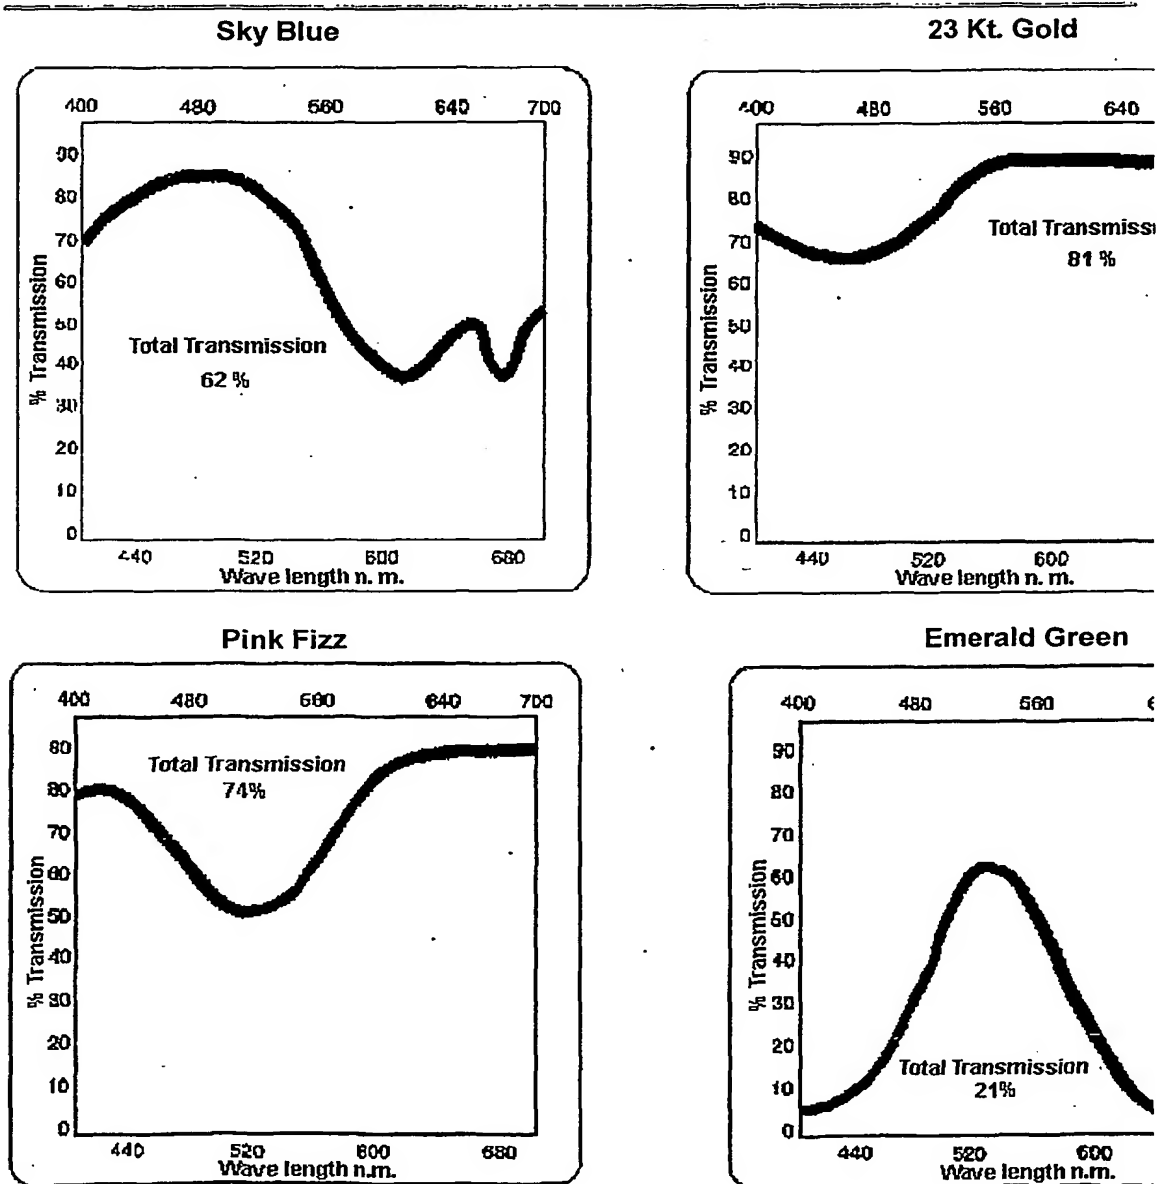 Sky Blue
400 480 560 640 700
90
80
70
60
50
40
30
20
10
0
% Transmission
Total Transmission
62 %
440 520 600 680
Wave length n. m.
23 Kt. Gold
400 480 560 640
90
80
70
60
50
40
30
20
10
0
% Transmission
Total Transmissi
81 %
440 520 600
Wave length n. m.
Pink Fizz
400 480 560 640 700
90
80
70
60
50
40
30
20
10
0
% Transmission
Total Transmission
74%
440 520 600 680
Wave length n.m.
Emerald Green
400 480 560 6
90
80
70
60
50
40
30
20
10
0
% Transmission
Total Transmission
21%
440 520 600
Wave length n.m.